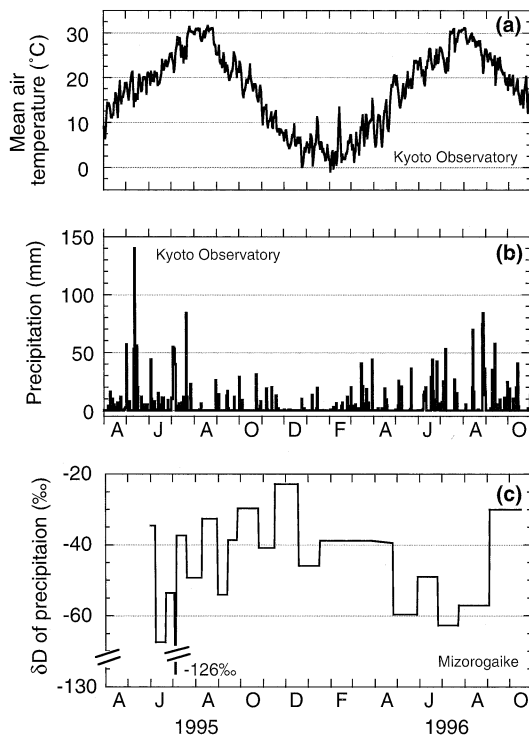 (a)
Mean air
temperature (°C)
30
20
10
0
Kyoto Observatory
(b)
Kyoto Observatory
Precipitation (mm)
150
100
50
0
A J A O D F A J A O
(c)
δD of precipitaion (‰)
-20
-40
-60
-130
-126‰
Mizorogaike
A J A O D F A J A O
1995 1996